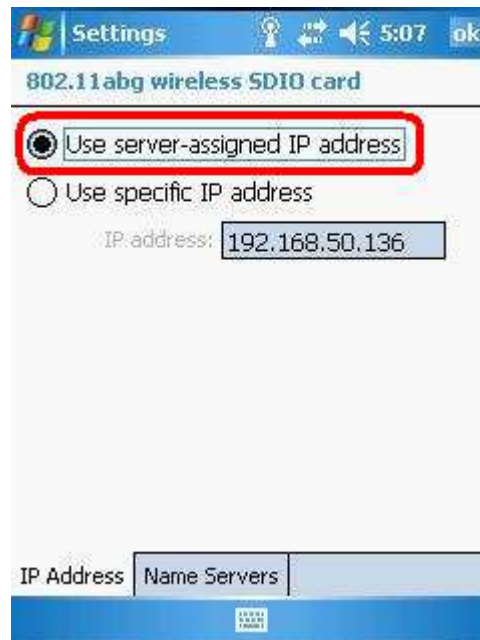 Settings 5:07 ok
802.11abg wireless SDIO card
Use server-assigned IP address
Use specific IP address
IP address: 192.168.50.136
IP Address Name Servers